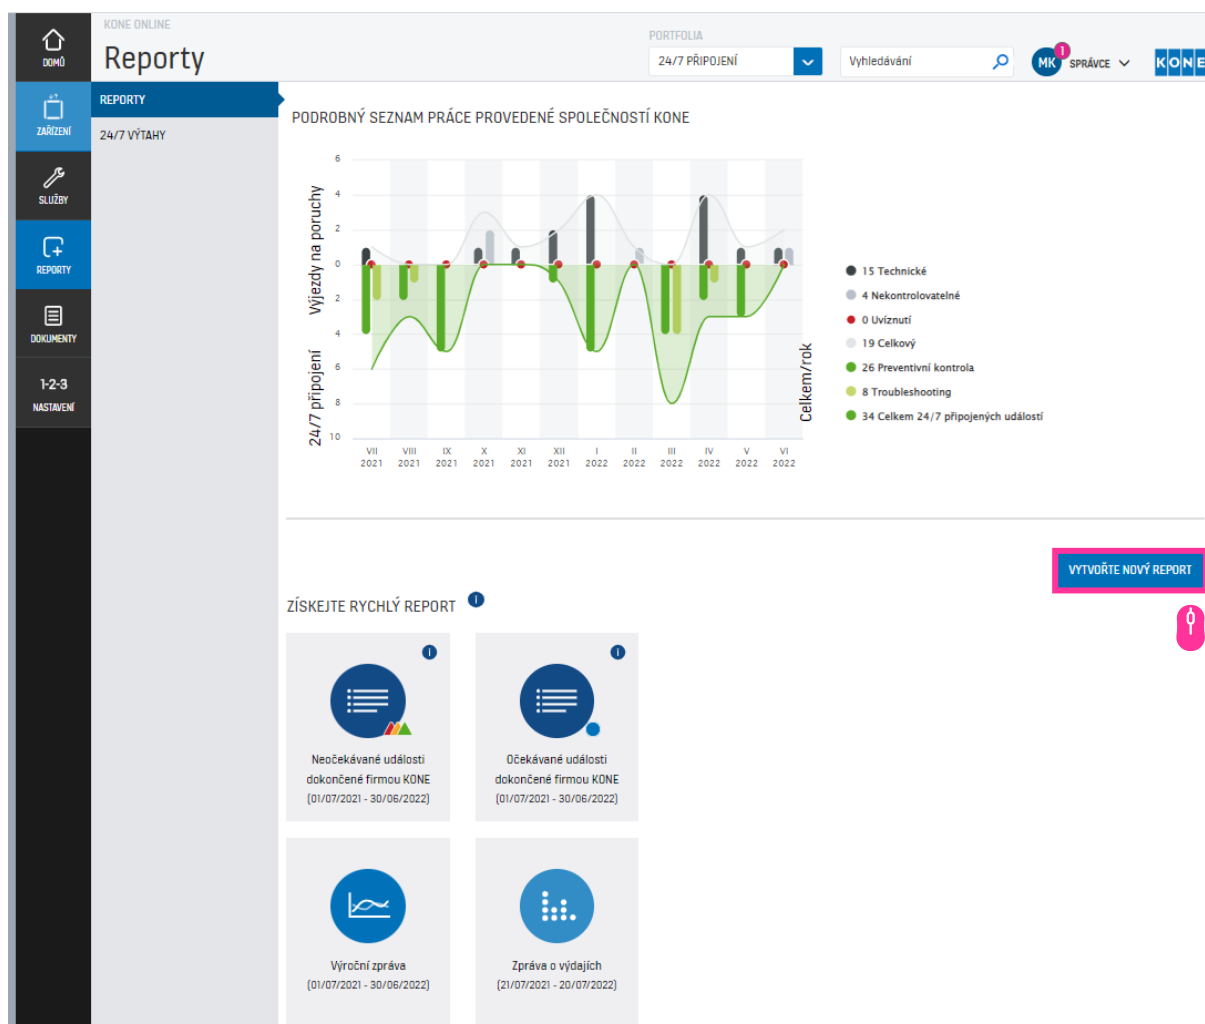 KONE ONLINE
Reporty
PORTFOLIA
24/7 PŘIPOJENÍ
Vyhledávání
MK
1
SPRÁVCE
KONE
DOMŮ
ZAŘÍZENÍ
SLUŽBY
REPORTY
DOKUMENTY
1-2-3
NASTAVENÍ
REPORTY
24/7 VÝTAHY
PODROBNÝ SEZNAM PRÁCE PROVEDENÉ SPOLEČNOSTÍ KONE
Výjezdy na poruchy
24/7 připojení
6
4
2
0
2
4
6
8
10
VII VIII IX X XI XII I II III IV V VI
2021 2021 2021 2021 2021 2021 2022 2022 2022 2022 2022 2022
Celkem/rok
15 Technické
4 Nekontrolovatelné
0 Uvíznutí
19 Celkový
26 Preventivní kontrola
8 Troubleshooting
34 Celkem 24/7 připojených událostí
VYTVOŘTE NOVÝ REPORT
ZÍSKEJTE RYCHLÝ REPORT
Neočekávané události
dokončené firmou KONE
(01/07/2021 - 30/06/2022)
Očekávané události
dokončené firmou KONE
(01/07/2021 - 30/06/2022)
Výroční zpráva
(01/07/2021 - 30/06/2022)
Zpráva o výdajích
(21/07/2021 - 20/07/2022)